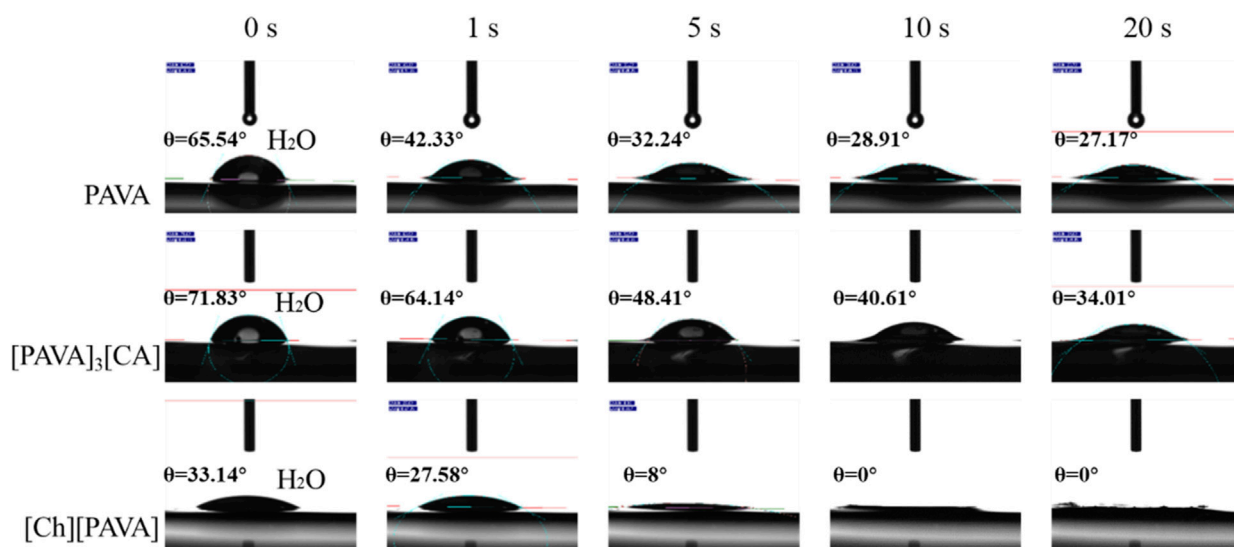 0 s 1 s 5 s 10 s 20 s
θ=65.54° H₂O θ=42.33° θ=32.24° θ=28.91° θ=27.17°
PAVA
θ=71.83° H₂O θ=64.14° θ=48.41° θ=40.61° θ=34.01°
[PAVA]₃[CA]
θ=33.14° H₂O θ=27.58° θ=8° θ=0° θ=0°
[Ch][PAVA]